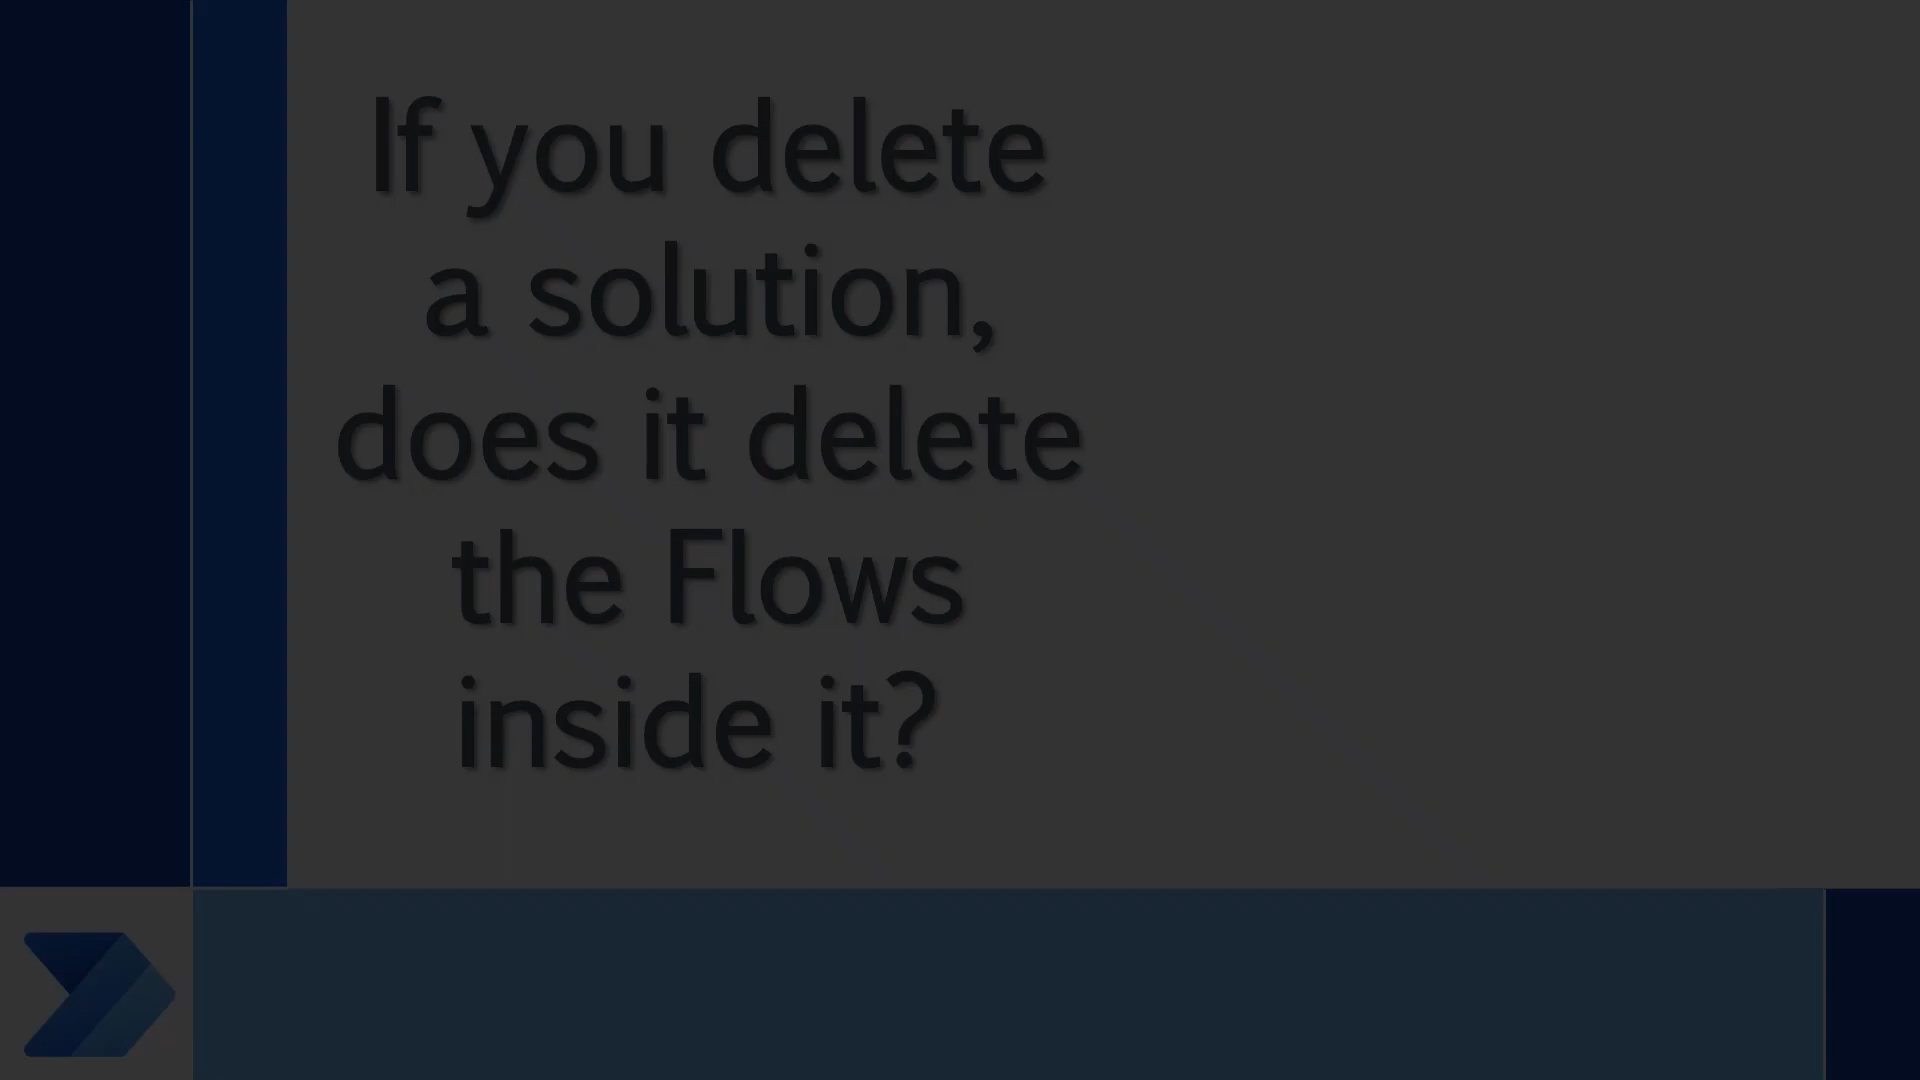 If you delete
a solution,
does it delete
the Flows
inside it?